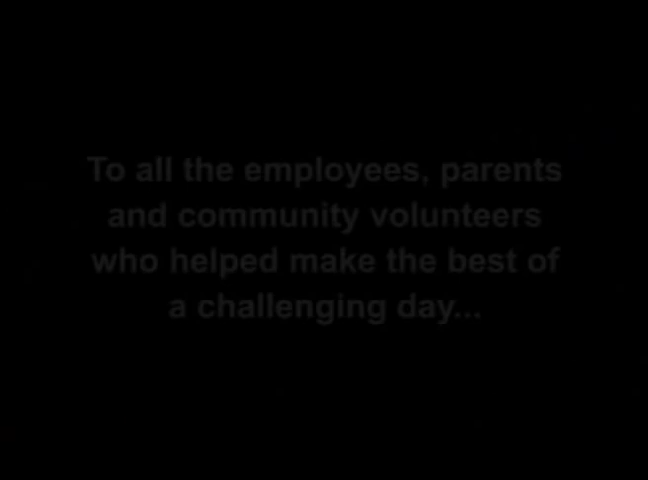 To all the employees, parents
and community volunteers
who helped make the best of
a challenging day...